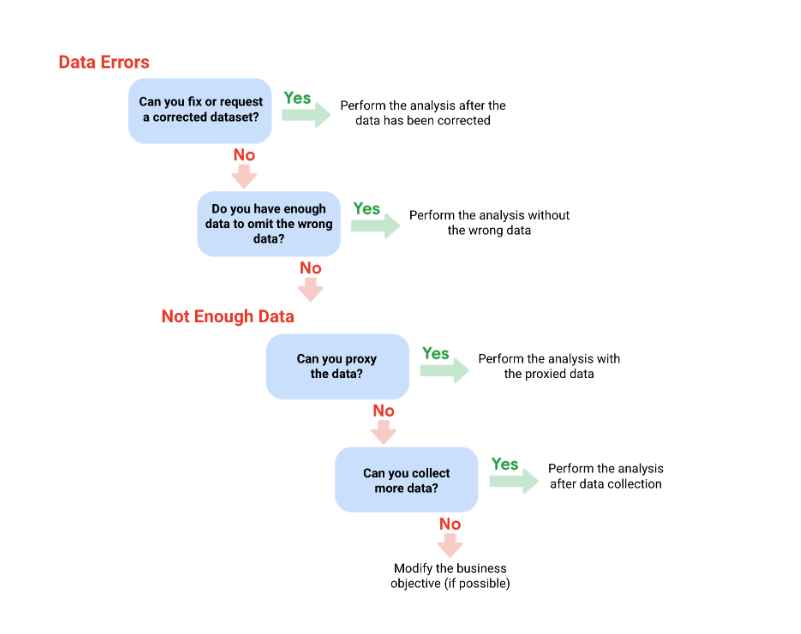 Data Errors
Can you fix or request
a corrected dataset?
Yes
Perform the analysis after the
data has been corrected
No
Do you have enough
data to omit the wrong
data?
Yes
Perform the analysis without
the wrong data
No
Not Enough Data
Can you proxy
the data?
Yes
Perform the analysis with
the proxied data
No
Can you collect
more data?
Yes
Perform the analysis
after data collection
No
Modify the business
objective (if possible)